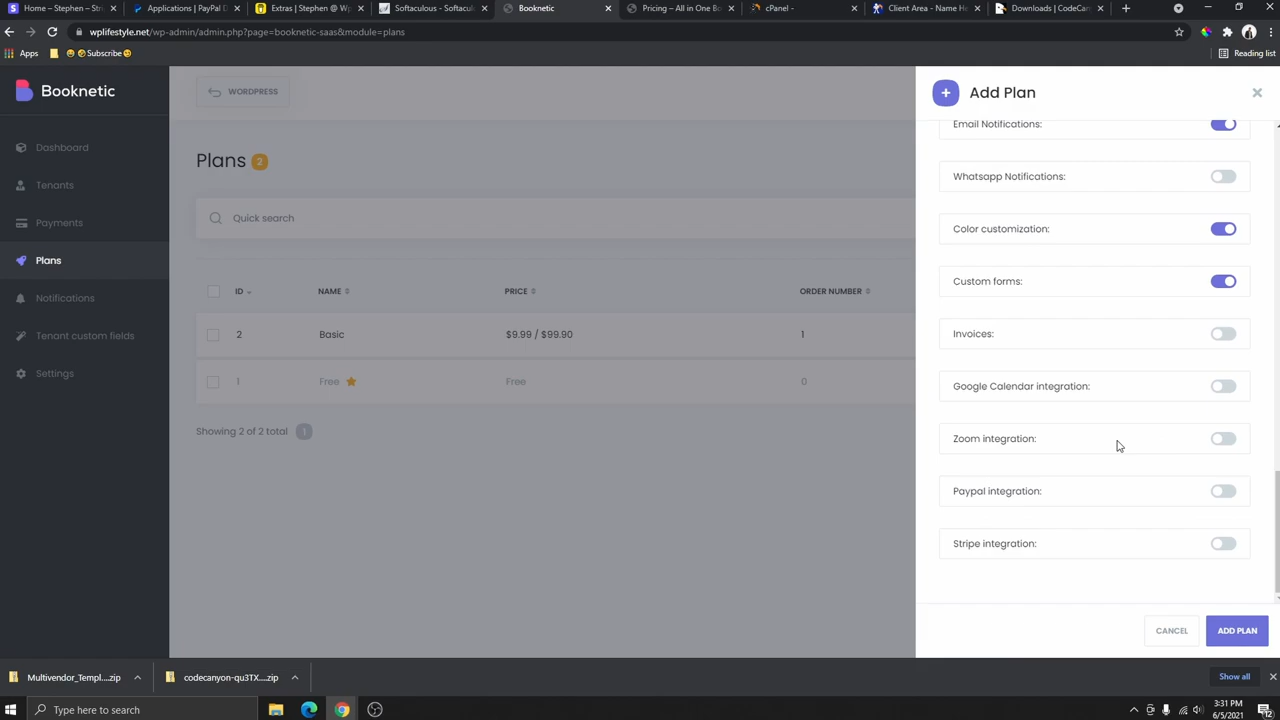 Home – Stephen @ Str
Applications | PayPal D
Extras | Stephen @ Wp
Softaculous - Softacul
Booknetic
Pricing – All in One Bo
cPanel -
Client Area - Name He
Downloads | CodeCan
wplifestyle.net/wp-admin/admin.php?page=booknetic-saas&module=plans
Apps
Subscribe
Reading list
Booknetic
WORDPRESS
Add Plan
Dashboard
Tenants
Payments
Plans
Notifications
Tenant custom fields
Settings
Plans 2
Quick search
ID NAME PRICE ORDER NUMBER
2 Basic $9.99 / $99.90 1
1 Free Free 0
Showing 2 of 2 total 1
Email Notifications:
Whatsapp Notifications:
Color customization:
Custom forms:
Invoices:
Google Calendar integration:
Zoom integration:
Paypal integration:
Stripe integration:
CANCEL
ADD PLAN
Multivendor_Templ....zip
codecanyon-qu3TX....zip
Show all
Type here to search
3:31 PM
6/5/2021